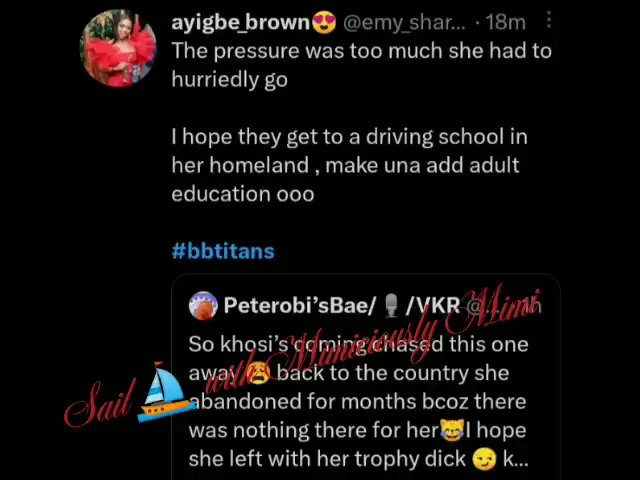 ayigbe_brown😍 @emy_shar... · 18m
The pressure was too much she had to
hurriedly go
I hope they get to a driving school in
her homeland , make una add adult
education ooo
#bbtitans
Peterobi'sBae/🎙️/VKR @... 1h
So khosi's coming chased this one
away 😩 back to the country she
abandoned for months bcoz there
was nothing there for her😹I hope
she left with her trophy dick 😏 k...
Sail ⛵ with Mimiciously Mimi